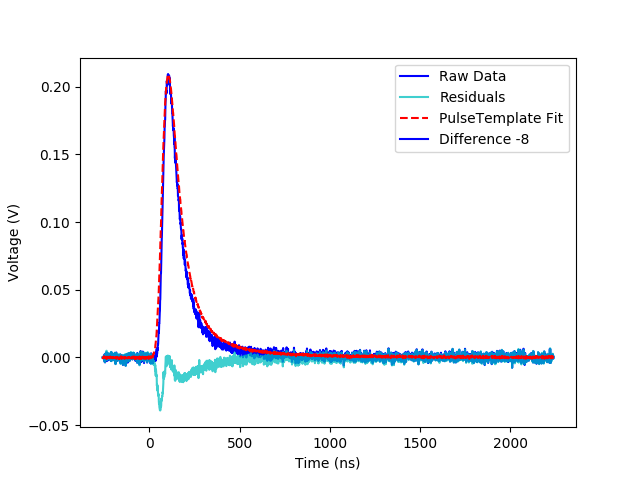 Raw Data
Residuals
PulseTemplate Fit
Difference -8
0.20
0.15
0.10
0.05
0.00
−0.05
Voltage (V)
0
500
1000
1500
2000
Time (ns)